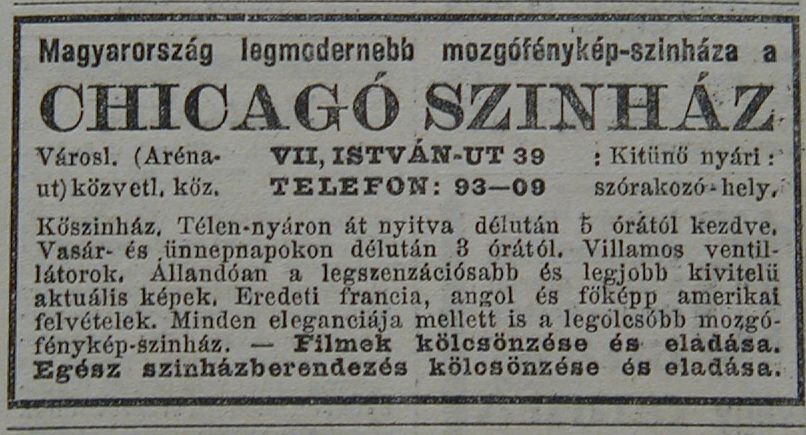 Magyarország legmodernebb mozgófénykép-szinháza a
CHICAGÓ SZINHÁZ
Városl. (Aréna- VII, ISTVÁN-UT 39 : Kitünő nyári :
ut) közvetl. köz. TELEFON: 93—09 szórakozó-hely.
Kőszinház. Télen-nyáron át nyitva délután 5 órától kezdve.
Vasár- és ünnepnapokon délután 3 órától. Villamos ventil-
látorok. Állandóan a legszenzációsabb és legjobb kivitelü
aktuális képek. Eredeti francia, angol és főképp amerikai
felvételek. Minden eleganciája mellett is a legolcsóbb mozgó-
fénykép-szinház. — Filmek kölcsönzése és eladása.
Egész szinházberendezés kölcsönzése és eladása.